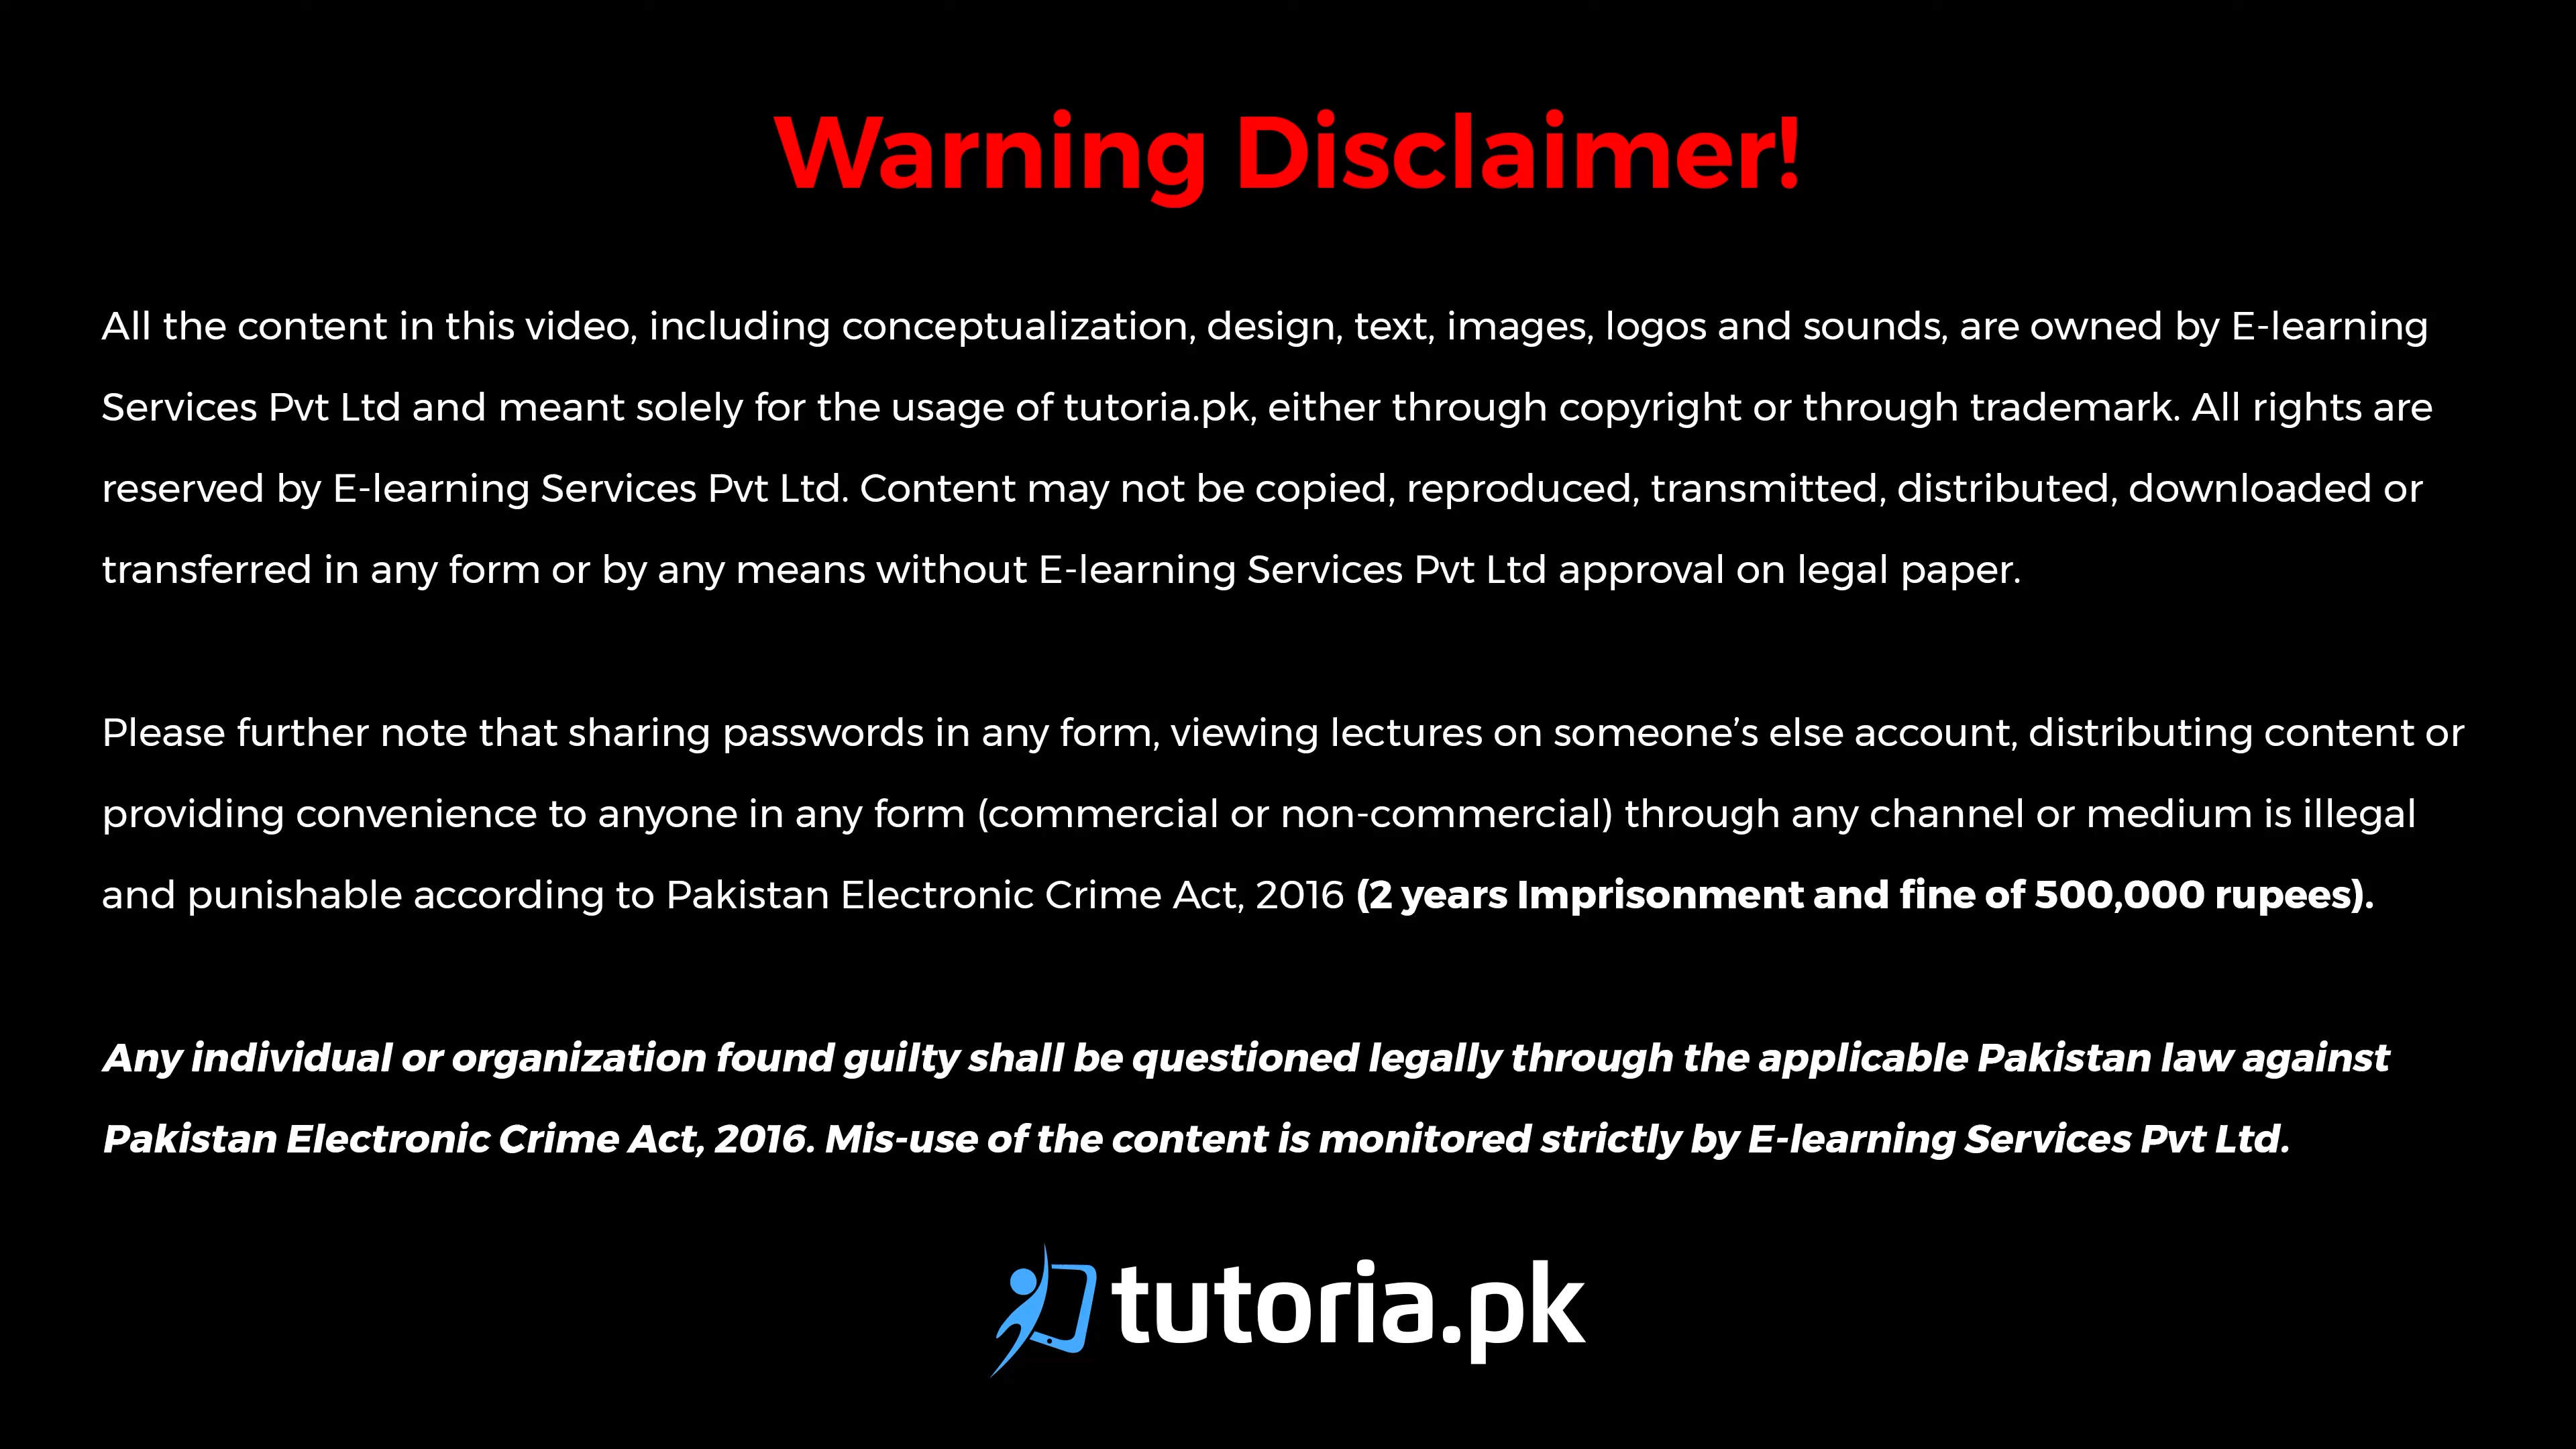 Warning Disclaimer!
All the content in this video, including conceptualization, design, text, images, logos and sounds, are owned by E-learning
Services Pvt Ltd and meant solely for the usage of tutoria.pk, either through copyright or through trademark. All rights are
reserved by E-learning Services Pvt Ltd. Content may not be copied, reproduced, transmitted, distributed, downloaded or
transferred in any form or by any means without E-learning Services Pvt Ltd approval on legal paper.
Please further note that sharing passwords in any form, viewing lectures on someone’s else account, distributing content or
providing convenience to anyone in any form (commercial or non-commercial) through any channel or medium is illegal
and punishable according to Pakistan Electronic Crime Act, 2016 (2 years Imprisonment and fine of 500,000 rupees).
Any individual or organization found guilty shall be questioned legally through the applicable Pakistan law against
Pakistan Electronic Crime Act, 2016. Mis-use of the content is monitored strictly by E-learning Services Pvt Ltd.
tutoria.pk